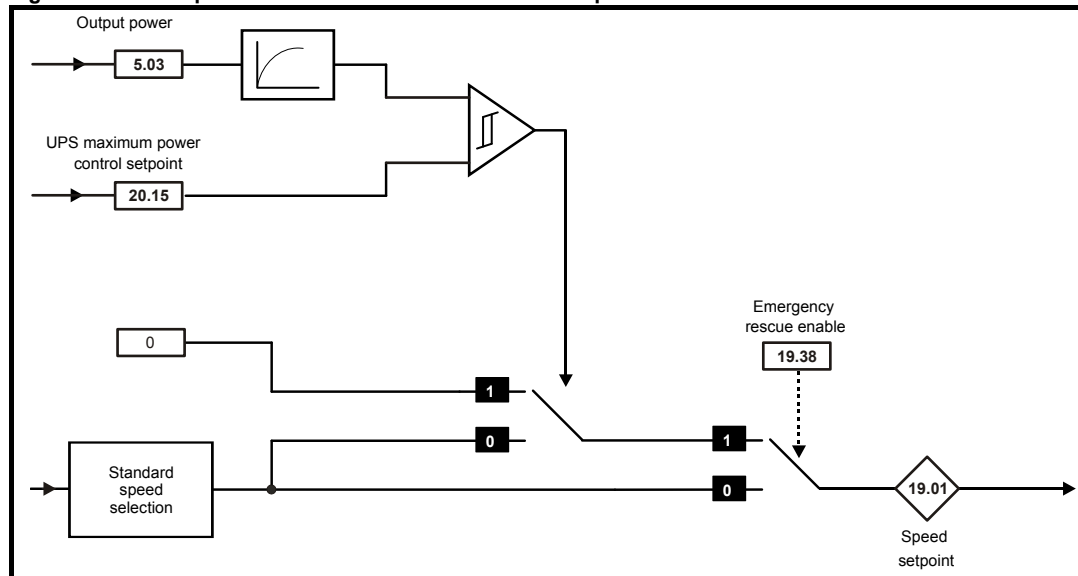 Output power
5.03
UPS maximum power
control setpoint
20.15
Emergency
rescue enable
19.38
0
1
0
1
0
Standard
speed
selection
19.01
Speed
setpoint